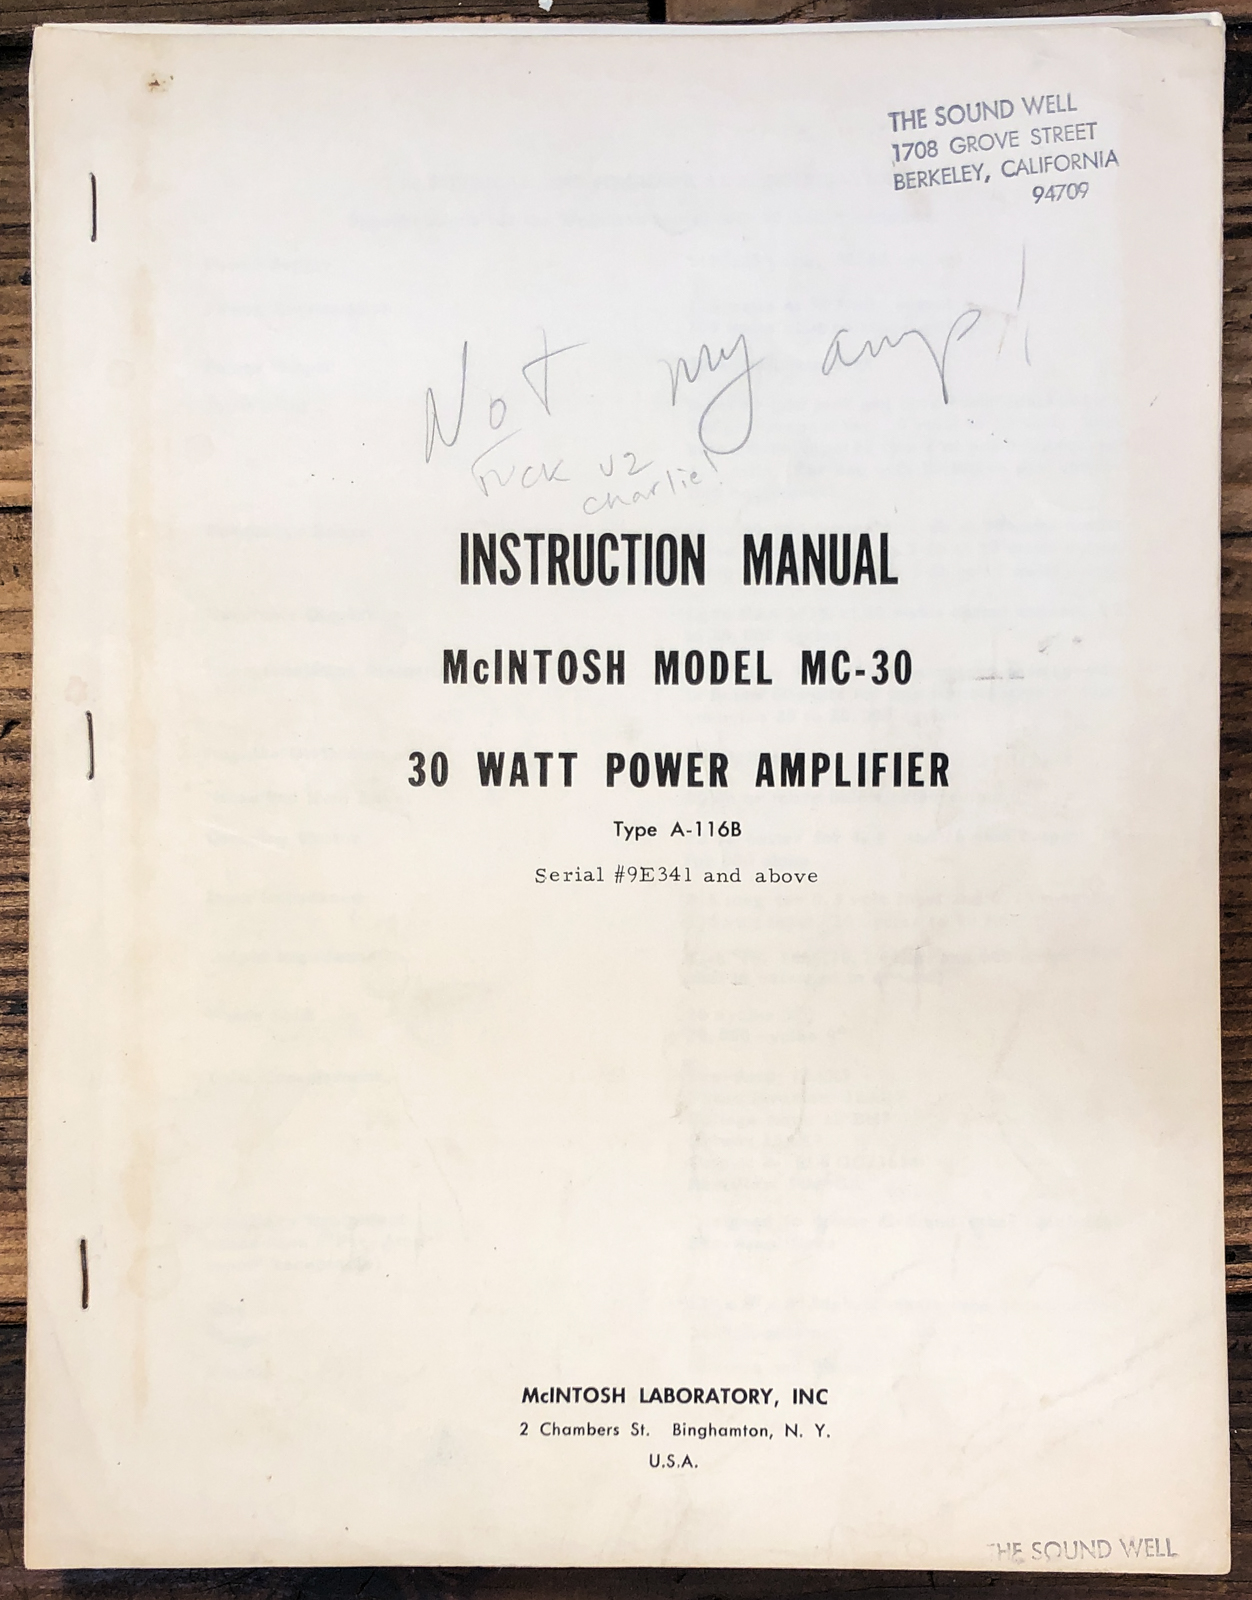 THE SOUND WELL
1708 GROVE STREET
BERKELEY, CALIFORNIA
94709
Not my amp!
FUCK U2
charlie!
INSTRUCTION MANUAL
McINTOSH MODEL MC-30
30 WATT POWER AMPLIFIER
Type A-116B
Serial #9E341 and above
McINTOSH LABORATORY, INC
2 Chambers St. Binghamton, N. Y.
U.S.A.
THE SOUND WELL